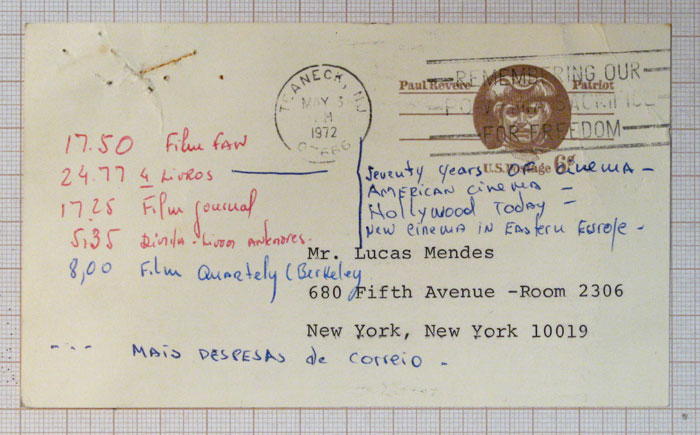 TEANECK, NJ
MAY 3
PM
1972
Paul Revere Patriot
REMEMBERING OUR
SACRIFICE
FOR FREEDOM
U.S. Postage 6¢
17.50 Film FAN
24.77 4 LIVROS
17.25 Film journal
5.35 Dívida - livros anteriores.
8,00 Film Quartely (Berkeley
Seventy years OF Cinema -
AMERICAN CINEMA
Hollywood Today =
NEW CINEMA IN EASTERN EUROPE -
Mr. Lucas Mendes
680 Fifth Avenue -Room 2306
New York, New York 10019
--- MAIS DESPESAS de CORREIO -